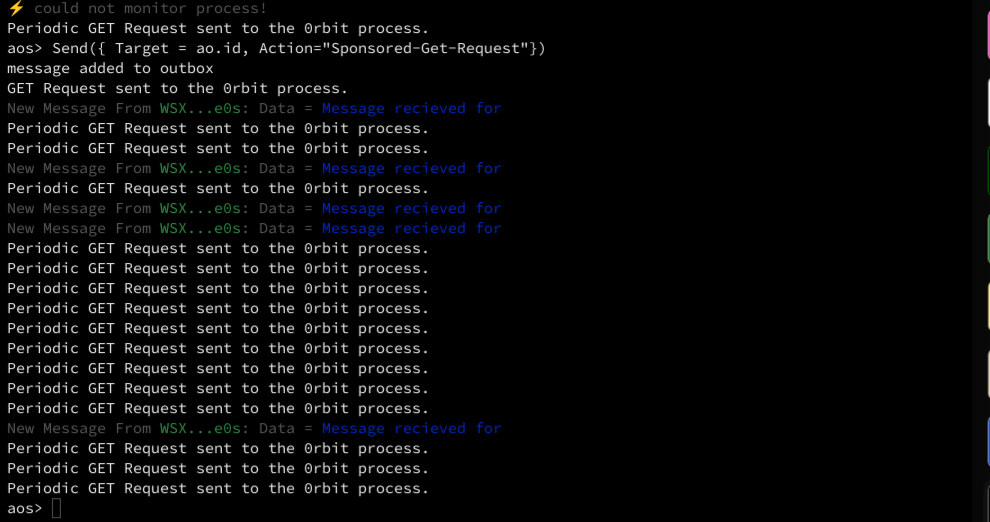 ⚡ could not monitor process!
Periodic GET Request sent to the 0rbit process.
aos> Send({ Target = ao.id, Action="Sponsored-Get-Request"})
message added to outbox
GET Request sent to the 0rbit process.
New Message From WSX...e0s: Data = Message recieved for
Periodic GET Request sent to the 0rbit process.
Periodic GET Request sent to the 0rbit process.
New Message From WSX...e0s: Data = Message recieved for
Periodic GET Request sent to the 0rbit process.
New Message From WSX...e0s: Data = Message recieved for
New Message From WSX...e0s: Data = Message recieved for
Periodic GET Request sent to the 0rbit process.
Periodic GET Request sent to the 0rbit process.
Periodic GET Request sent to the 0rbit process.
Periodic GET Request sent to the 0rbit process.
Periodic GET Request sent to the 0rbit process.
Periodic GET Request sent to the 0rbit process.
Periodic GET Request sent to the 0rbit process.
Periodic GET Request sent to the 0rbit process.
Periodic GET Request sent to the 0rbit process.
New Message From WSX...e0s: Data = Message recieved for
Periodic GET Request sent to the 0rbit process.
Periodic GET Request sent to the 0rbit process.
Periodic GET Request sent to the 0rbit process.
aos>